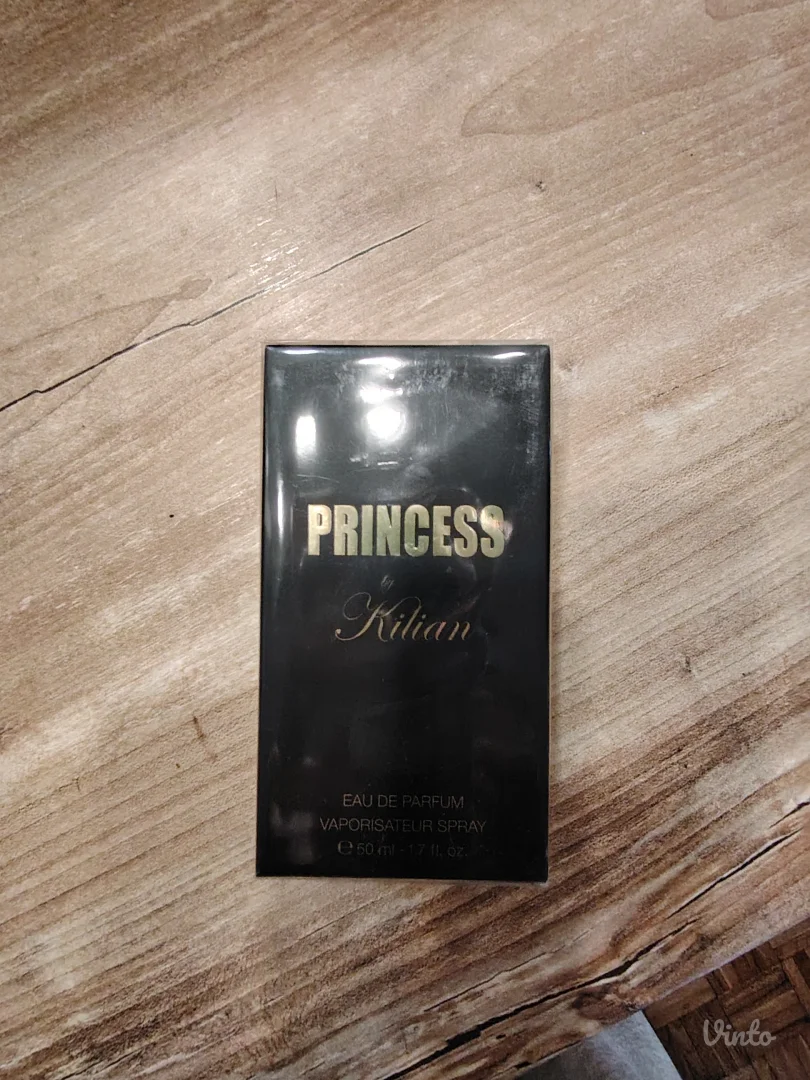 PRINCESS
by
Kilian
EAU DE PARFUM
VAPORISATEUR SPRAY
℮ 50 ml - 1.7 fl. oz.
Vinto